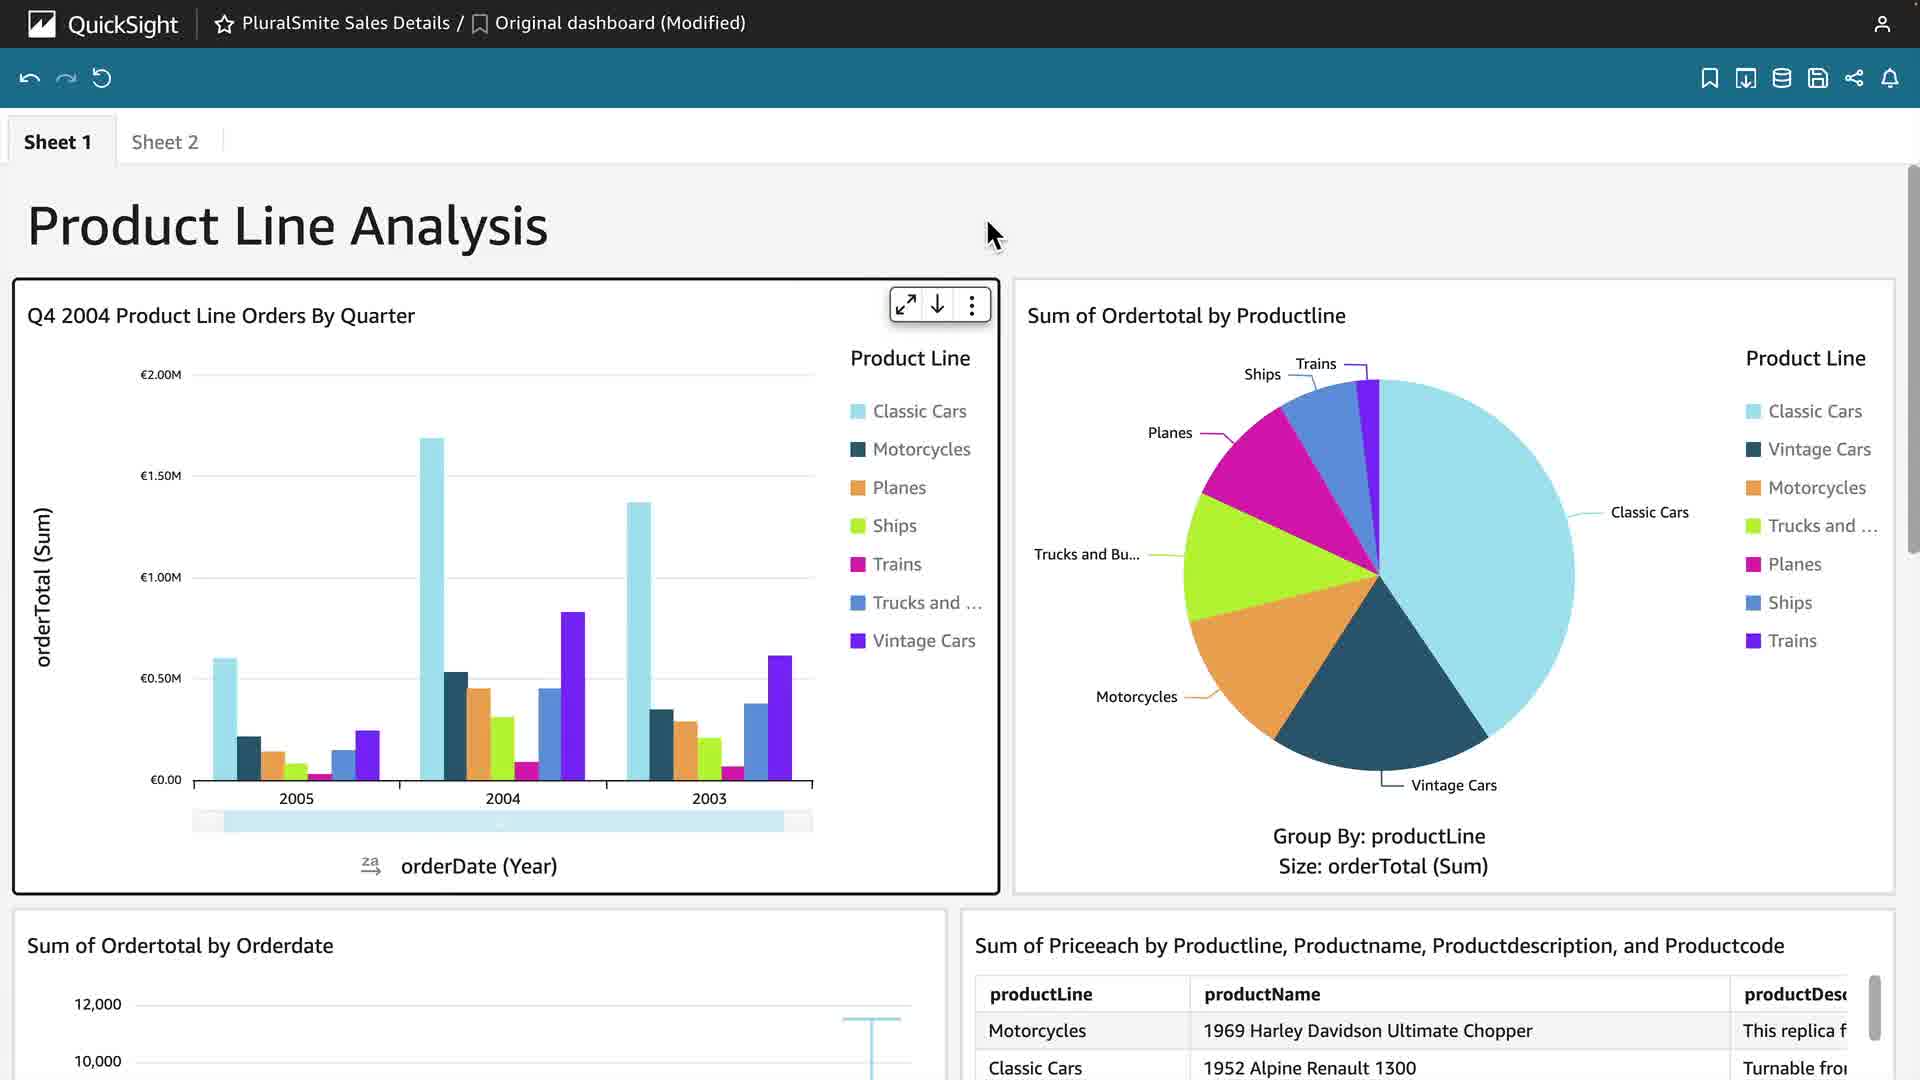 QuickSight
PluralSmite Sales Details / Original dashboard (Modified)
Sheet 1
Sheet 2
Product Line Analysis
Q4 2004 Product Line Orders By Quarter
€2.00M
€1.50M
€1.00M
€0.50M
€0.00
orderTotal (Sum)
2005
2004
2003
za
orderDate (Year)
Product Line
Classic Cars
Motorcycles
Planes
Ships
Trains
Trucks and ...
Vintage Cars
Sum of Ordertotal by Productline
Trains
Ships
Planes
Classic Cars
Trucks and Bu...
Motorcycles
Vintage Cars
Group By: productLine
Size: orderTotal (Sum)
Product Line
Classic Cars
Vintage Cars
Motorcycles
Trucks and ...
Planes
Ships
Trains
Sum of Ordertotal by Orderdate
12,000
10,000
Sum of Priceeach by Productline, Productname, Productdescription, and Productcode
productLine productName productDesc
Motorcycles 1969 Harley Davidson Ultimate Chopper This replica f
Classic Cars 1952 Alpine Renault 1300 Turnable fro